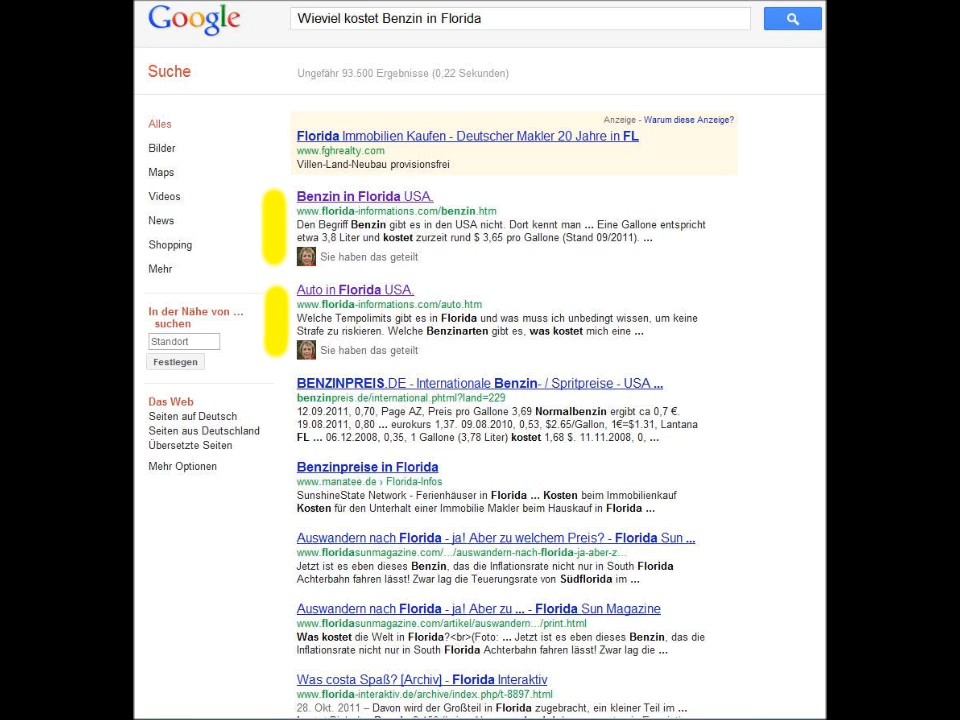 Google
Wieviel kostet Benzin in Florida
Suche
Ungefähr 93.500 Ergebnisse (0,22 Sekunden)
Alles
Bilder
Maps
Videos
News
Shopping
Mehr
In der Nähe von ...
suchen
Standort
Festlegen
Das Web
Seiten auf Deutsch
Seiten aus Deutschland
Übersetzte Seiten
Mehr Optionen
Anzeige - Warum diese Anzeige?
Florida Immobilien Kaufen - Deutscher Makler 20 Jahre in FL
www.fghrealty.com
Villen-Land-Neubau provisionsfrei
Benzin in Florida USA.
www.florida-informations.com/benzin.htm
Den Begriff Benzin gibt es in den USA nicht. Dort kennt man ... Eine Gallone entspricht
etwa 3,8 Liter und kostet zurzeit rund $ 3,65 pro Gallone (Stand 09/2011). ...
Sie haben das geteilt
Auto in Florida USA.
www.florida-informations.com/auto.htm
Welche Tempolimits gibt es in Florida und was muss ich unbedingt wissen, um keine
Strafe zu riskieren. Welche Benzinarten gibt es, was kostet mich eine ...
Sie haben das geteilt
BENZINPREIS.DE - Internationale Benzin- / Spritpreise - USA ...
benzinpreis.de/international.phtml?land=229
12.09.2011, 0,70, Page AZ, Preis pro Gallone 3,69 Normalbenzin ergibt ca 0,7 €.
19.08.2011, 0,80 ... eurokurs 1,37. 09.08.2010, 0,53, $2.65/Gallon, 1€=$1.31, Lantana
FL ... 06.12.2008, 0,35, 1 Gallone (3,78 Liter) kostet 1,68 $. 11.11.2008, 0, ...
Benzinpreise in Florida
www.manatee.de › Florida-Infos
SunshineState Network - Ferienhäuser in Florida ... Kosten beim Immobilienkauf
Kosten für den Unterhalt einer Immobilie Makler beim Hauskauf in Florida ...
Auswandern nach Florida - ja! Aber zu welchem Preis? - Florida Sun ...
www.floridasunmagazine.com/.../auswandern-nach-florida-ja-aber-z...
Jetzt ist es eben dieses Benzin, das die Inflationsrate nicht nur in South Florida
Achterbahn fahren lässt! Zwar lag die Teuerungsrate von Südflorida im ...
Auswandern nach Florida - ja! Aber zu ... - Florida Sun Magazine
www.floridasunmagazine.com/artikel/auswandern.../print.html
Was kostet die Welt in Florida?<br>(Foto: ... Jetzt ist es eben dieses Benzin, das die
Inflationsrate nicht nur in South Florida Achterbahn fahren lässt! Zwar lag die ...
Was costa Spaß? [Archiv] - Florida Interaktiv
www.florida-interaktiv.de/archive/index.php/t-8897.html
28. Okt. 2011 – Davon wird der Großteil in Florida zugebracht, ein kleiner Teil im ...